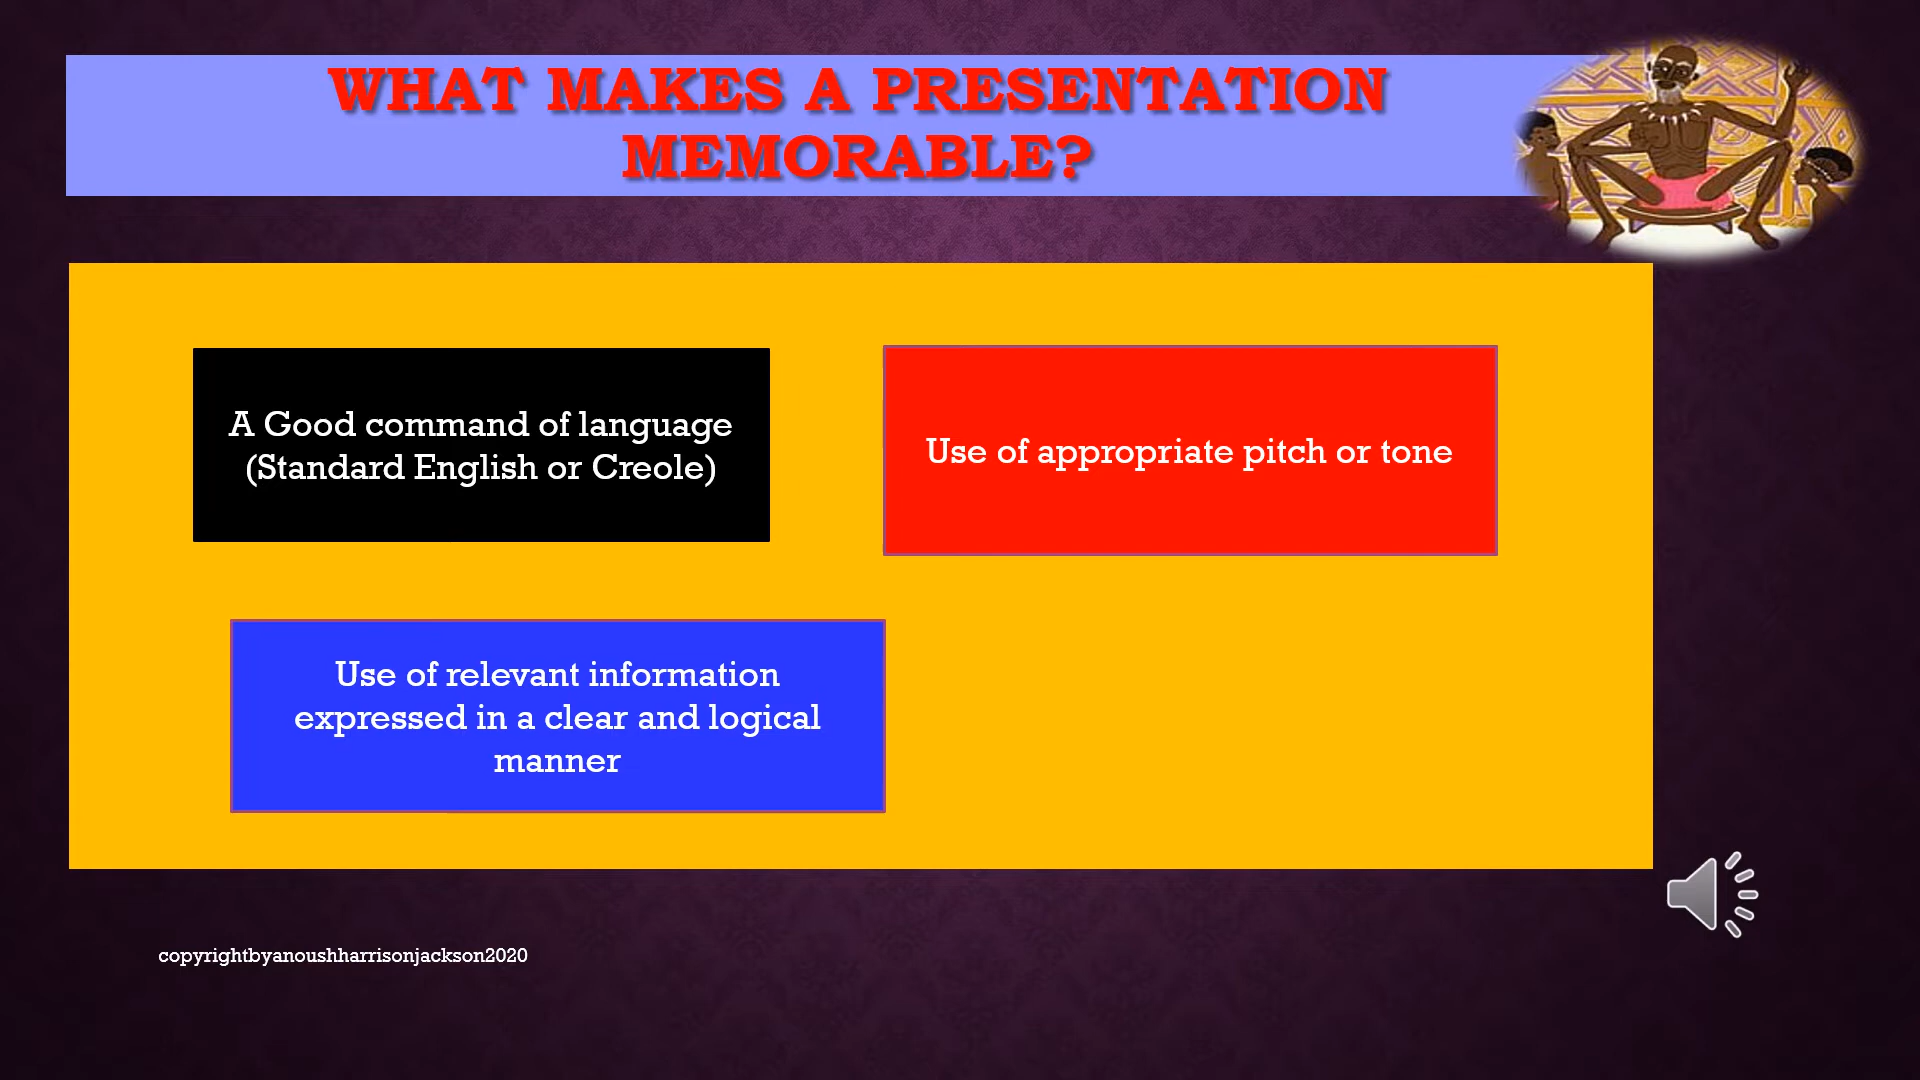 WHAT MAKES A PRESENTATION
MEMORABLE?
A Good command of language
(Standard English or Creole)
Use of appropriate pitch or tone
Use of relevant information
expressed in a clear and logical
manner
copyrightbyanoushharrisonjackson2020